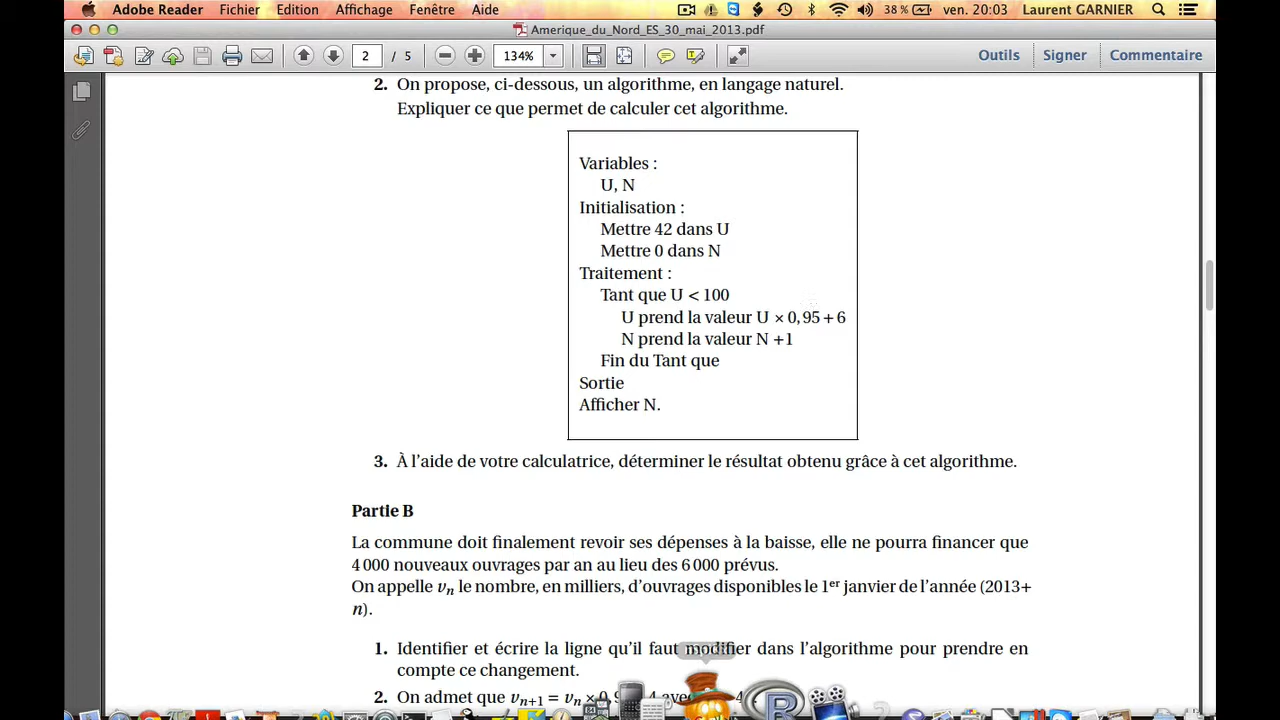 Adobe Reader Fichier Edition Affichage Fenêtre Aide 38 % ven. 20:03 Laurent GARNIER
Amerique_du_Nord_ES_30_mai_2013.pdf
2 / 5 134% Outils Signer Commentaire
2. On propose, ci-dessous, un algorithme, en langage naturel.
Expliquer ce que permet de calculer cet algorithme.
Variables :
U, N
Initialisation :
Mettre 42 dans U
Mettre 0 dans N
Traitement :
Tant que U < 100
U prend la valeur U × 0,95 + 6
N prend la valeur N +1
Fin du Tant que
Sortie
Afficher N.
3. À l'aide de votre calculatrice, déterminer le résultat obtenu grâce à cet algorithme.
Partie B
La commune doit finalement revoir ses dépenses à la baisse, elle ne pourra financer que
4 000 nouveaux ouvrages par an au lieu des 6 000 prévus.
On appelle vn le nombre, en milliers, d'ouvrages disponibles le 1er janvier de l'année (2013+
n).
1. Identifier et écrire la ligne qu'il faut modifier dans l'algorithme pour prendre en
compte ce changement.
2. On admet que vn+1 = vn